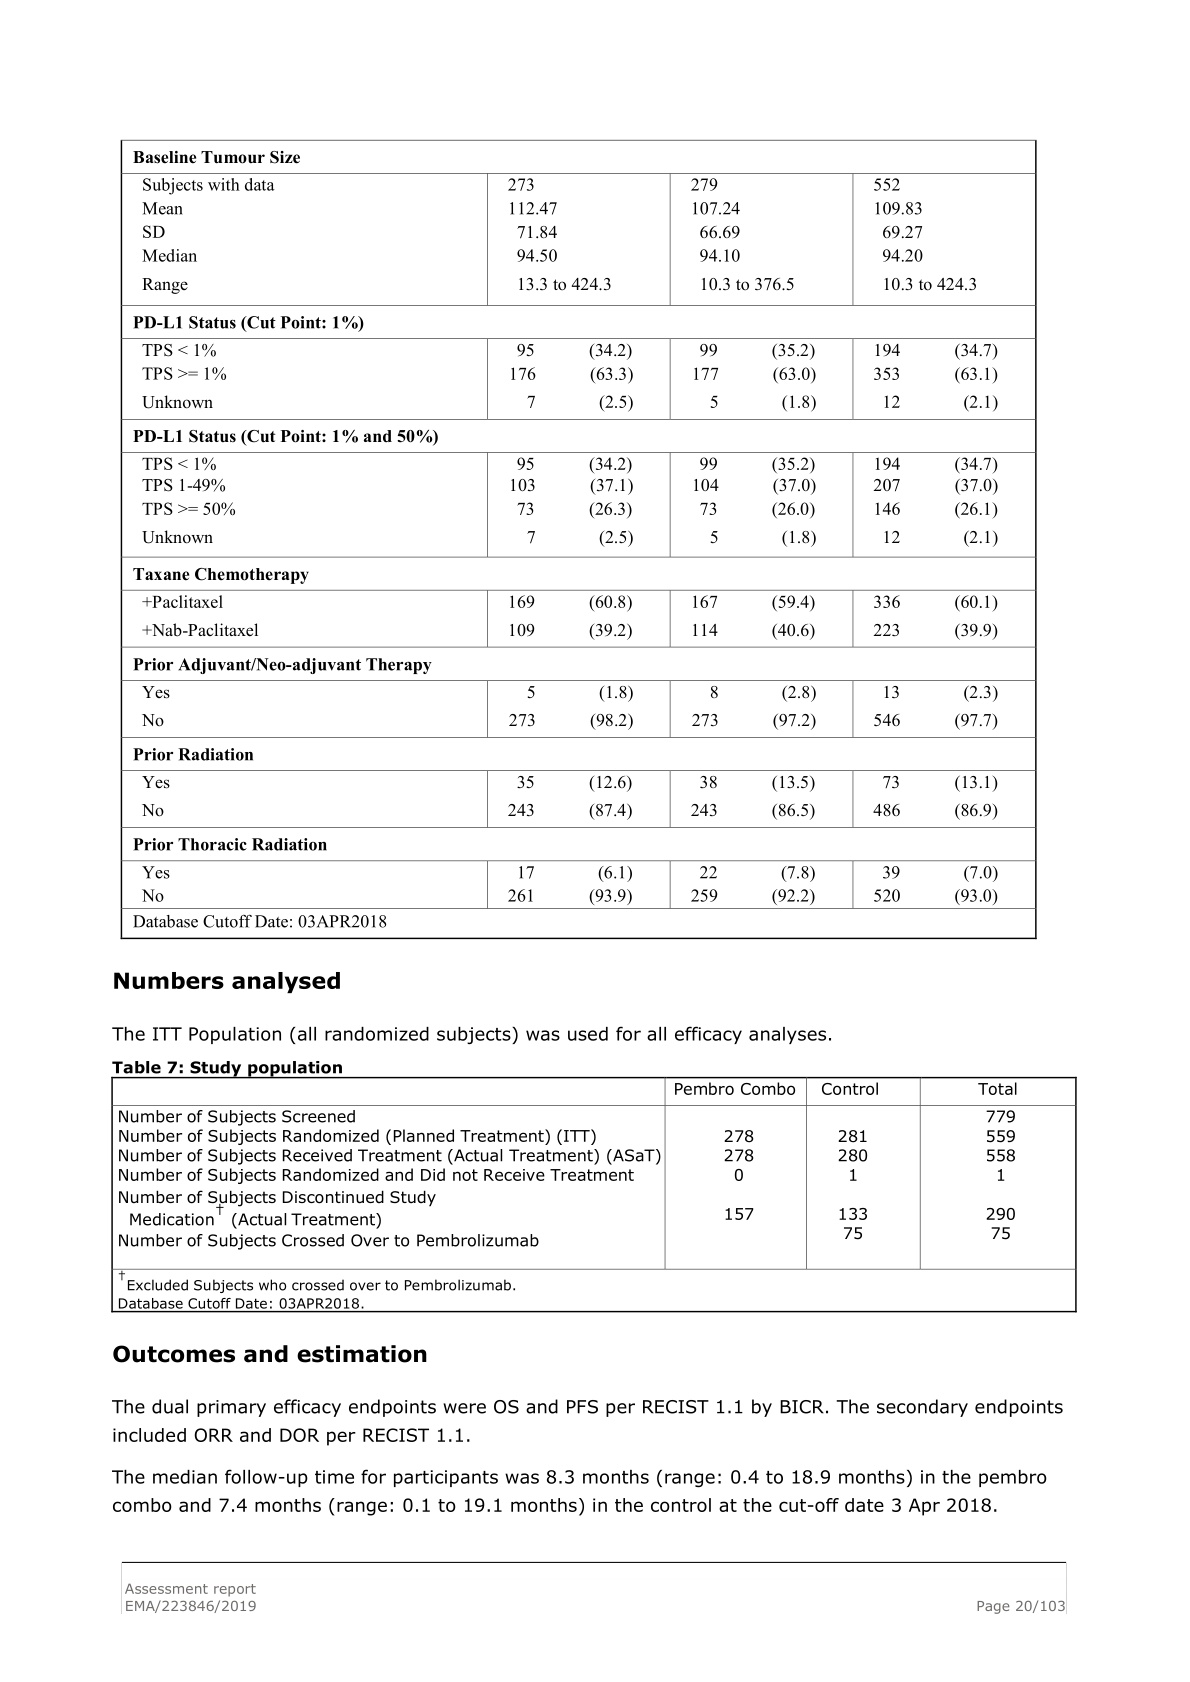 Baseline Tumour Size
Subjects with data 273 279 552
Mean 112.47 107.24 109.83
SD 71.84 66.69 69.27
Median 94.50 94.10 94.20
Range 13.3 to 424.3 10.3 to 376.5 10.3 to 424.3
PD-L1 Status (Cut Point: 1%)
TPS < 1% 95 (34.2) 99 (35.2) 194 (34.7)
TPS >= 1% 176 (63.3) 177 (63.0) 353 (63.1)
Unknown 7 (2.5) 5 (1.8) 12 (2.1)
PD-L1 Status (Cut Point: 1% and 50%)
TPS < 1% 95 (34.2) 99 (35.2) 194 (34.7)
TPS 1-49% 103 (37.1) 104 (37.0) 207 (37.0)
TPS >= 50% 73 (26.3) 73 (26.0) 146 (26.1)
Unknown 7 (2.5) 5 (1.8) 12 (2.1)
Taxane Chemotherapy
+Paclitaxel 169 (60.8) 167 (59.4) 336 (60.1)
+Nab-Paclitaxel 109 (39.2) 114 (40.6) 223 (39.9)
Prior Adjuvant/Neo-adjuvant Therapy
Yes 5 (1.8) 8 (2.8) 13 (2.3)
No 273 (98.2) 273 (97.2) 546 (97.7)
Prior Radiation
Yes 35 (12.6) 38 (13.5) 73 (13.1)
No 243 (87.4) 243 (86.5) 486 (86.9)
Prior Thoracic Radiation
Yes 17 (6.1) 22 (7.8) 39 (7.0)
No 261 (93.9) 259 (92.2) 520 (93.0)
Database Cutoff Date: 03APR2018
Numbers analysed
The ITT Population (all randomized subjects) was used for all efficacy analyses.
Table 7: Study population
Pembro Combo Control Total
Number of Subjects Screened 779
Number of Subjects Randomized (Planned Treatment) (ITT) 278 281 559
Number of Subjects Received Treatment (Actual Treatment) (ASaT) 278 280 558
Number of Subjects Randomized and Did not Receive Treatment 0 1 1
Number of Subjects Discontinued Study
Medication† (Actual Treatment) 157 133 290
Number of Subjects Crossed Over to Pembrolizumab 75 75
†Excluded Subjects who crossed over to Pembrolizumab.
Database Cutoff Date: 03APR2018.
Outcomes and estimation
The dual primary efficacy endpoints were OS and PFS per RECIST 1.1 by BICR. The secondary endpoints
included ORR and DOR per RECIST 1.1.
The median follow-up time for participants was 8.3 months (range: 0.4 to 18.9 months) in the pembro
combo and 7.4 months (range: 0.1 to 19.1 months) in the control at the cut-off date 3 Apr 2018.
Assessment report
EMA/223846/2019 Page 20/103